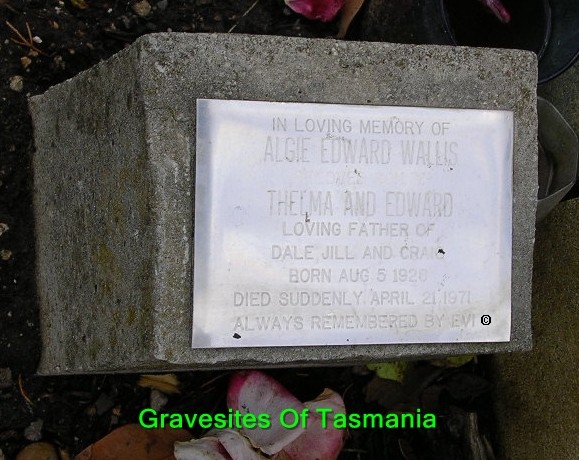 IN LOVING MEMORY OF
ALGIE EDWARD WALLIS
THELMA AND EDWARD
LOVING FATHER OF
DALE JILL AND CRAIG
BORN AUG 5 1928
DIED SUDDENLY APRIL 21 1971
ALWAYS REMEMBERED BY EVI ©
Gravesites Of Tasmania